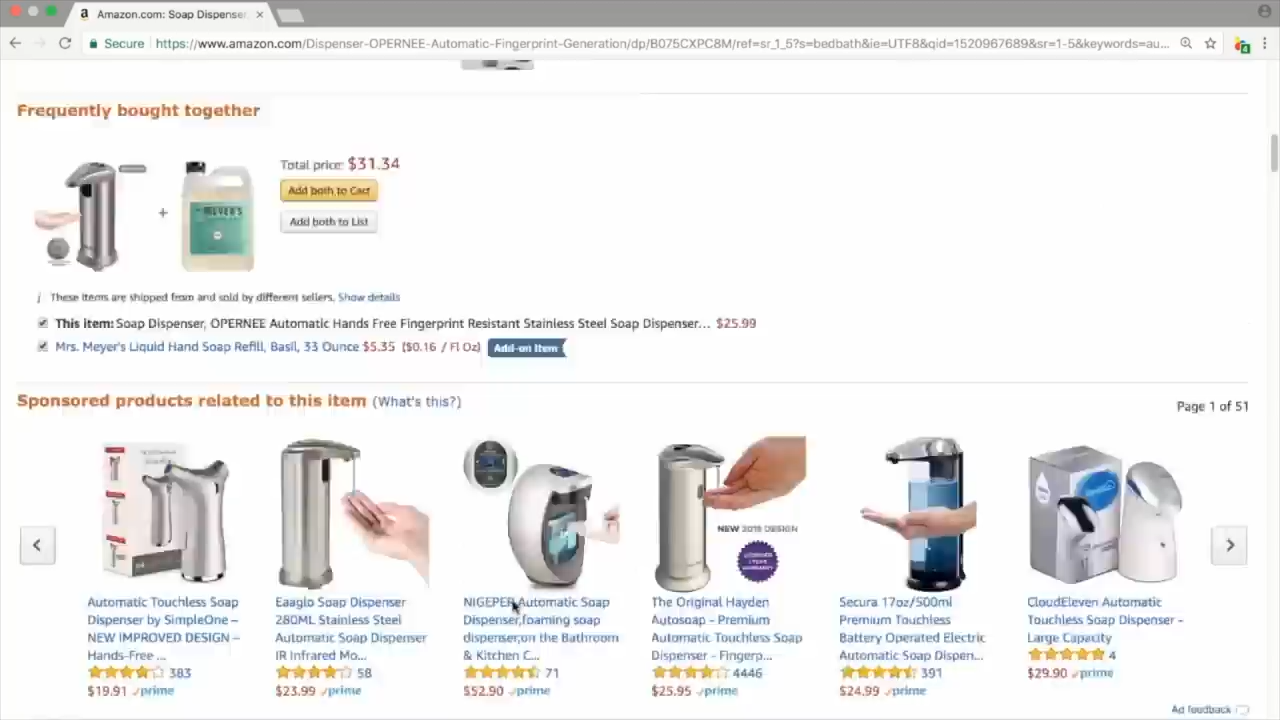 Amazon.com: Soap Dispenser
Secure https://www.amazon.com/Dispenser-OPERNEE-Automatic-Fingerprint-Generation/dp/B075CXPC8M/ref=sr_1_5?s=bedbath&ie=UTF8&qid=1520967689&sr=1-5&keywords=au...
Frequently bought together
Total price: $31.34
Add both to Cart
Add both to List
MEYER'S
These items are shipped from and sold by different sellers. Show details
This item: Soap Dispenser, OPERNEE Automatic Hands Free Fingerprint Resistant Stainless Steel Soap Dispenser... $25.99
Mrs. Meyer's Liquid Hand Soap Refill, Basil, 33 Ounce $5.35 ($0.16 / Fl Oz) Add-on Item
Sponsored products related to this item (What's this?)
Page 1 of 51
NEW 2018 DESIGN
Automatic Touchless Soap
Dispenser by SimpleOne –
NEW IMPROVED DESIGN –
Hands-Free ...
383
$19.91 prime
Eaaglo Soap Dispenser
280ML Stainless Steel
Automatic Soap Dispenser
IR Infrared Mo...
58
$23.99 prime
NIGEPER Automatic Soap
Dispenser,foaming soap
dispenser,on the Bathroom
& Kitchen C...
71
$52.90 prime
The Original Hayden
Autosoap - Premium
Automatic Touchless Soap
Dispenser - Fingerp...
4446
$25.95 prime
Secura 17oz/500ml
Premium Touchless
Battery Operated Electric
Automatic Soap Dispen...
391
$24.99 prime
CloudEleven Automatic
Touchless Soap Dispenser -
Large Capacity
4
$29.90 prime
Ad feedback